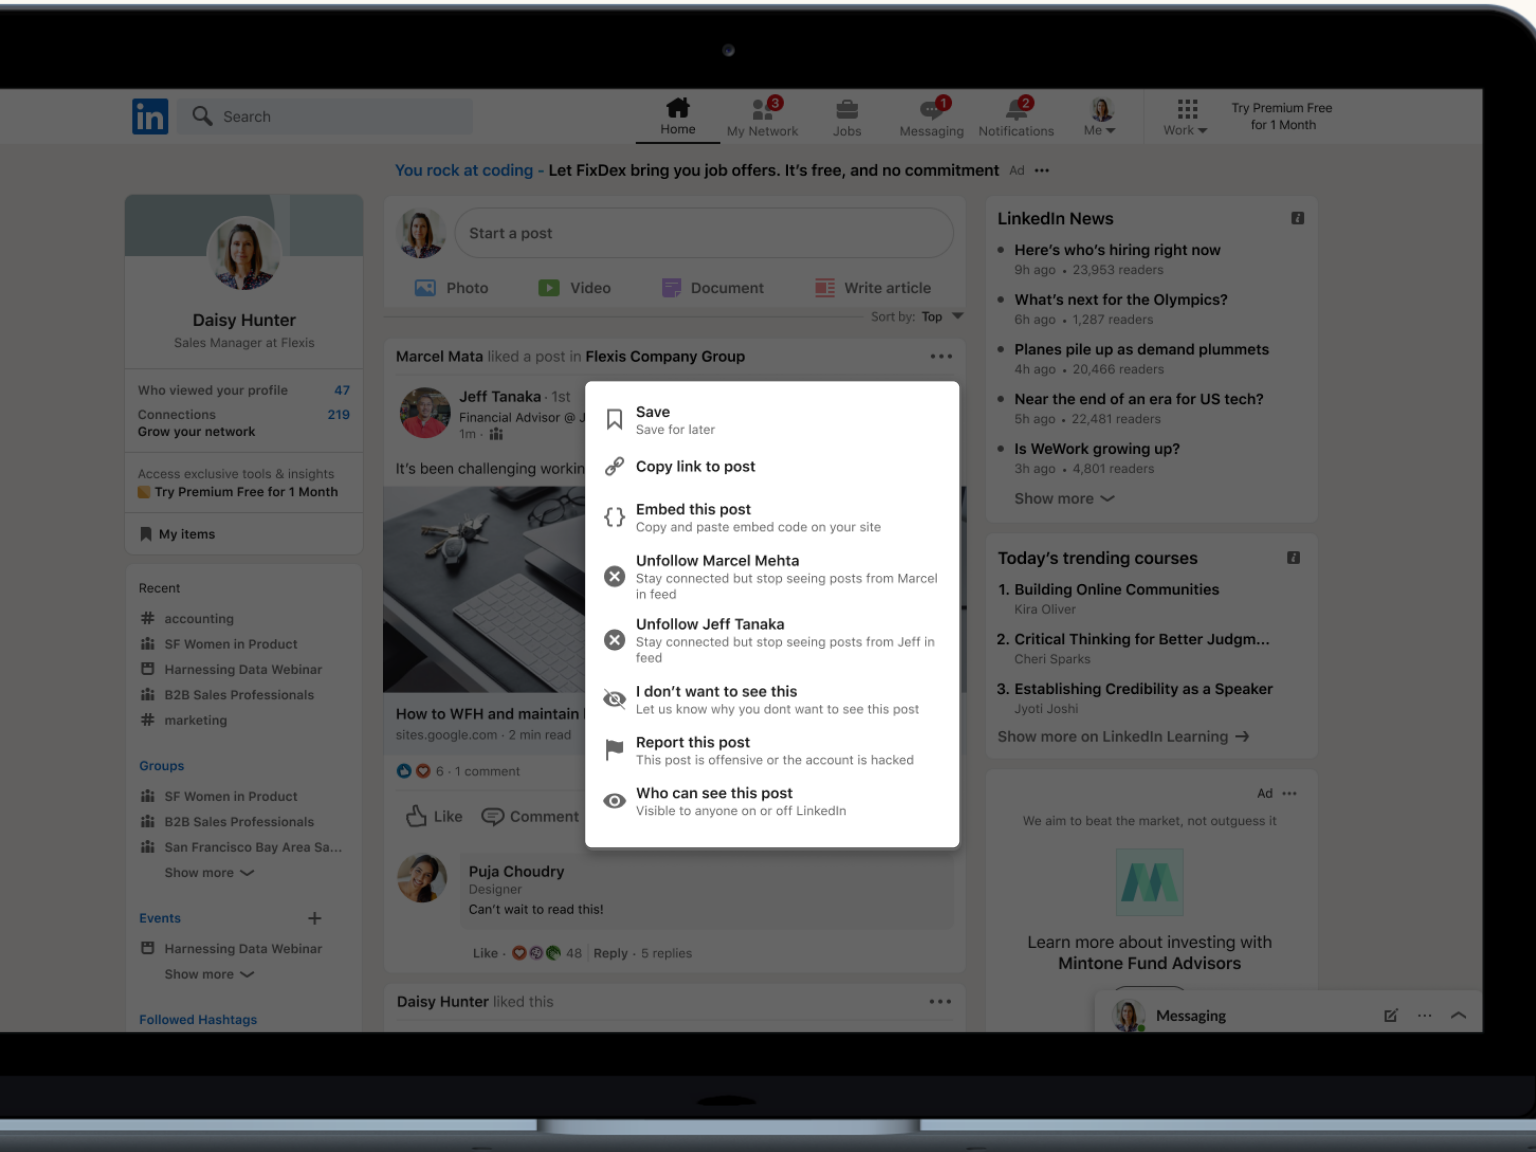 in
Search
Home
3
My Network
Jobs
1
Messaging
2
Notifications
Me
Work
Try Premium Free
for 1 Month
You rock at coding - Let FixDex bring you job offers. It's free, and no commitment Ad
Daisy Hunter
Sales Manager at Flexis
Who viewed your profile 47
Connections 219
Grow your network
Access exclusive tools & insights
Try Premium Free for 1 Month
My items
Recent
# accounting
SF Women in Product
Harnessing Data Webinar
B2B Sales Professionals
# marketing
Groups
SF Women in Product
B2B Sales Professionals
San Francisco Bay Area Sa...
Show more
Events +
Harnessing Data Webinar
Show more
Followed Hashtags
Start a post
Photo
Video
Document
Write article
Sort by: Top
Marcel Mata liked a post in Flexis Company Group
Jeff Tanaka · 1st
Financial Advisor @
1m ·
It's been challenging workin
How to WFH and maintain
sites.google.com · 2 min read
6 · 1 comment
Like
Comment
Puja Choudry
Designer
Can't wait to read this!
Like · 48 | Reply · 5 replies
Daisy Hunter liked this
Save
Save for later
Copy link to post
Embed this post
Copy and paste embed code on your site
Unfollow Marcel Mehta
Stay connected but stop seeing posts from Marcel
in feed
Unfollow Jeff Tanaka
Stay connected but stop seeing posts from Jeff in
feed
I don't want to see this
Let us know why you dont want to see this post
Report this post
This post is offensive or the account is hacked
Who can see this post
Visible to anyone on or off LinkedIn
LinkedIn News
• Here's who's hiring right now
9h ago • 23,953 readers
• What's next for the Olympics?
6h ago • 1,287 readers
• Planes pile up as demand plummets
4h ago • 20,466 readers
• Near the end of an era for US tech?
5h ago • 22,481 readers
• Is WeWork growing up?
3h ago • 4,801 readers
Show more
Today's trending courses
1. Building Online Communities
Kira Oliver
2. Critical Thinking for Better Judgm...
Cheri Sparks
3. Establishing Credibility as a Speaker
Jyoti Joshi
Show more on LinkedIn Learning →
Ad
We aim to beat the market, not outguess it
Learn more about investing with
Mintone Fund Advisors
Messaging